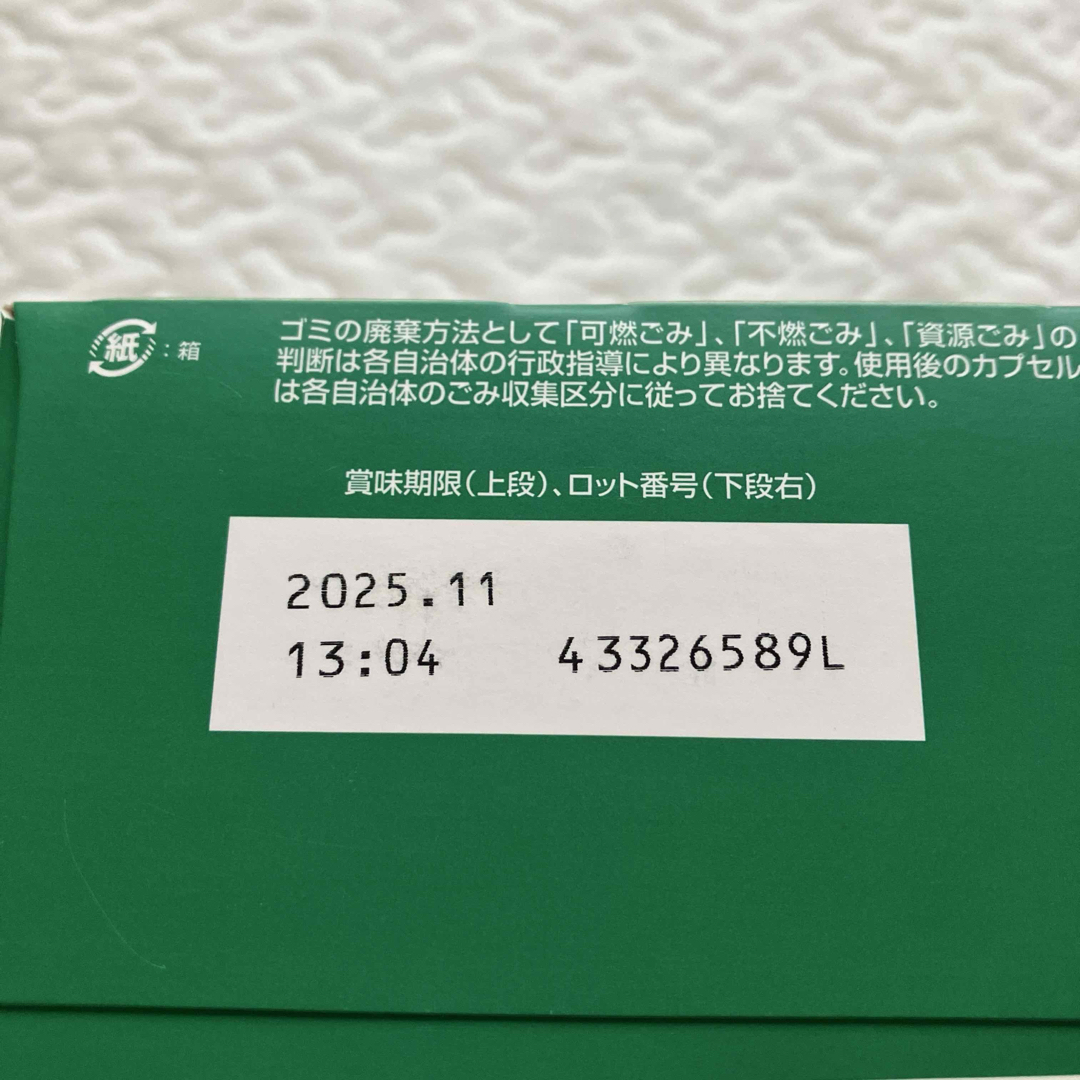 紙：箱
ゴミの廃棄方法として「可燃ごみ」、「不燃ごみ」、「資源ごみ」の
判断は各自治体の行政指導により異なります。使用後のカプセル
は各自治体のごみ収集区分に従ってお捨てください。
賞味期限（上段）、ロット番号（下段右）
2025.11
13:04 43326589L